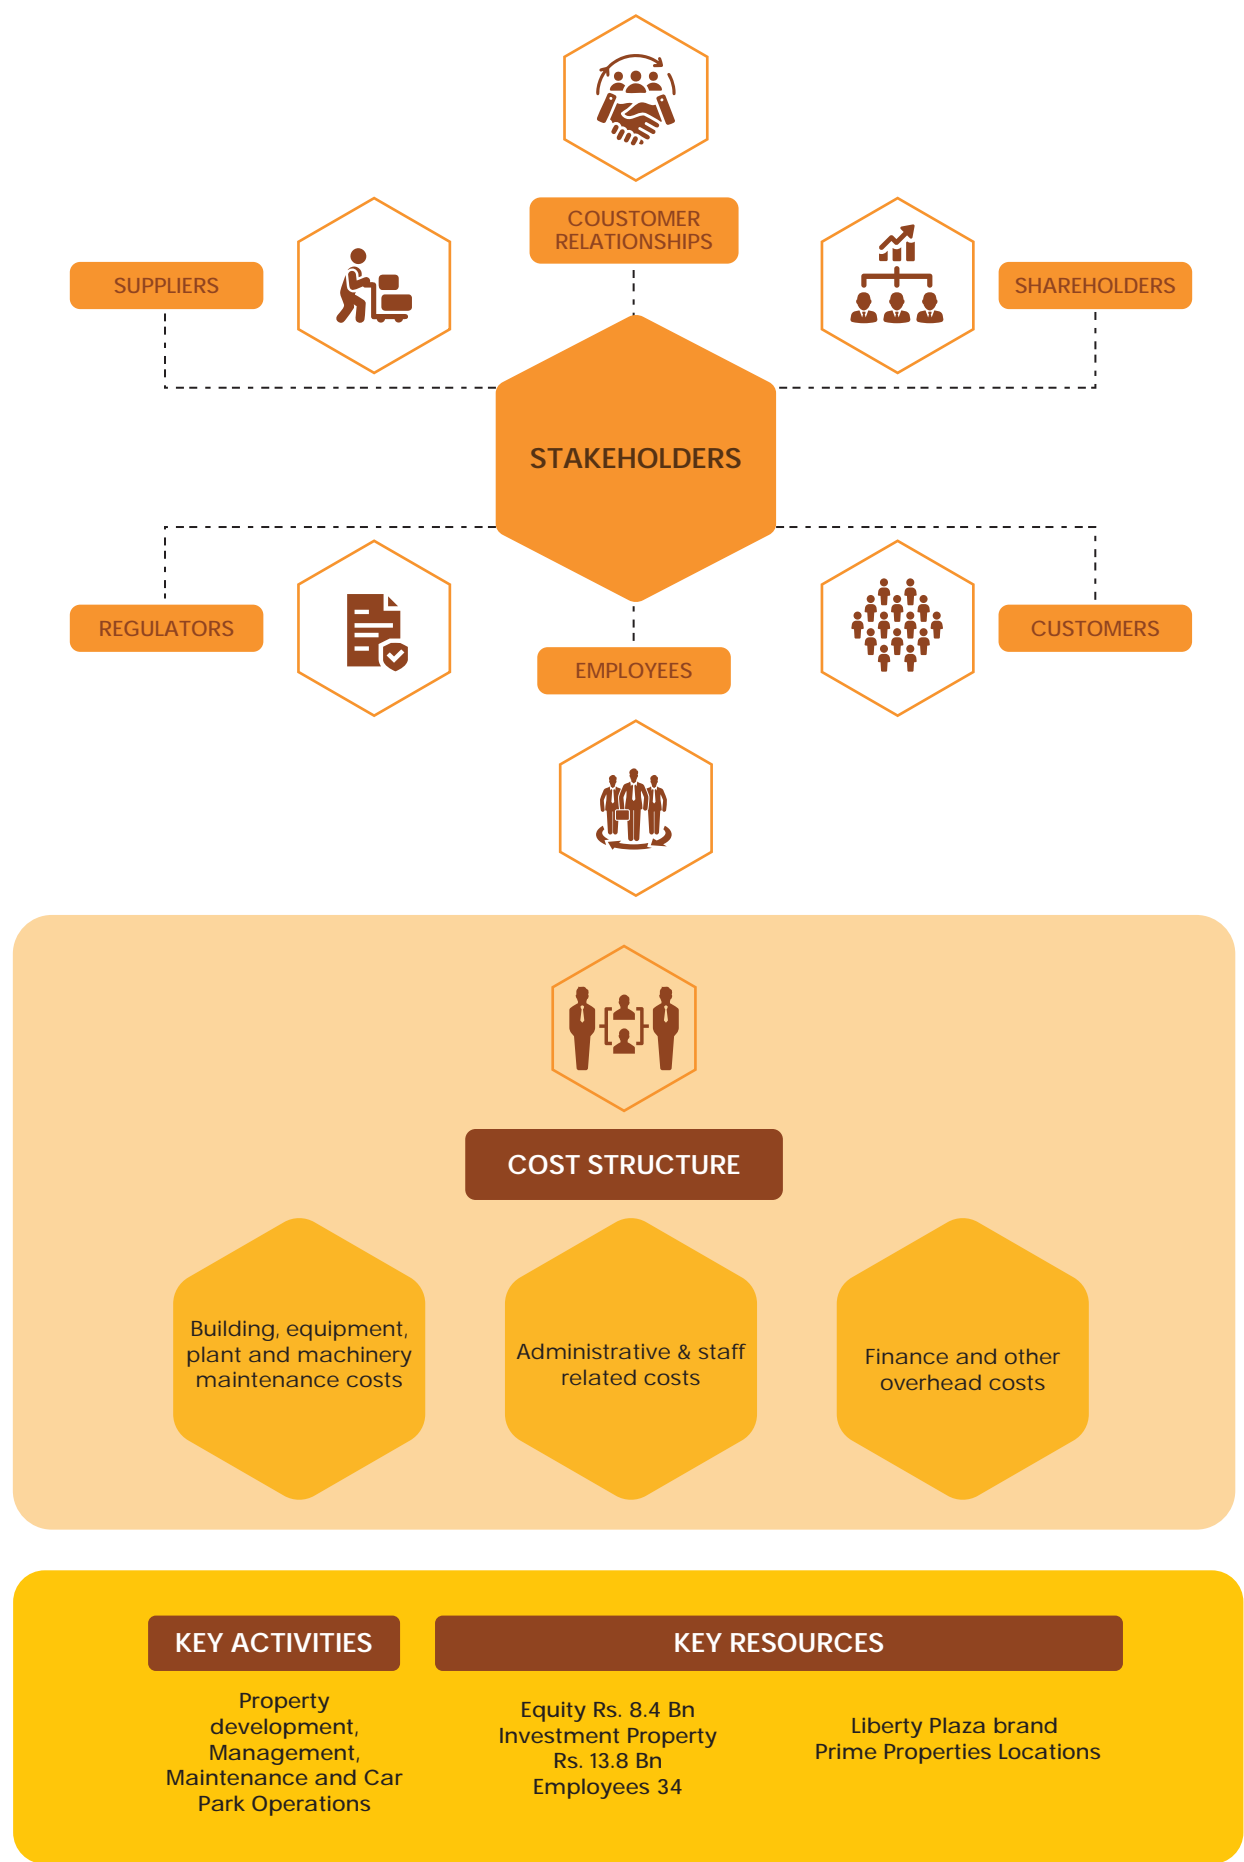 COUSTOMER
RELATIONSHIPS
SUPPLIERS
SHAREHOLDERS
STAKEHOLDERS
REGULATORS
CUSTOMERS
EMPLOYEES
COST STRUCTURE
Building, equipment,
plant and machinery
maintenance costs
Administrative & staff
related costs
Finance and other
overhead costs
KEY ACTIVITIES
Property
development,
Management,
Maintenance and Car
Park Operations
KEY RESOURCES
Equity Rs. 8.4 Bn
Investment Property
Rs. 13.8 Bn
Employees 34
Liberty Plaza brand
Prime Properties Locations